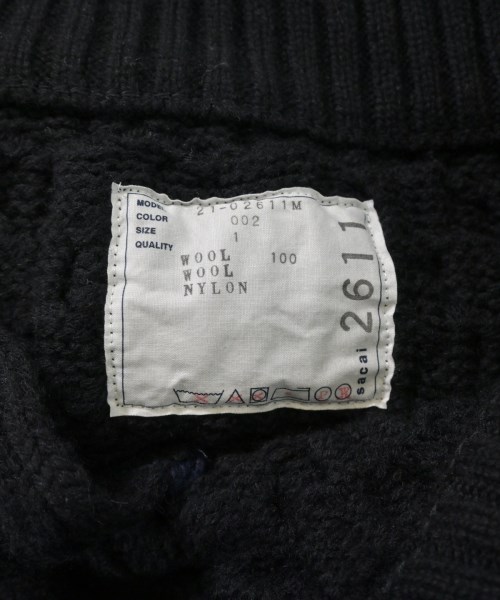 MODEL 21-02611M
COLOR 002
SIZE 1
QUALITY
WOOL 100
WOOL
NYLON
sacai 2611